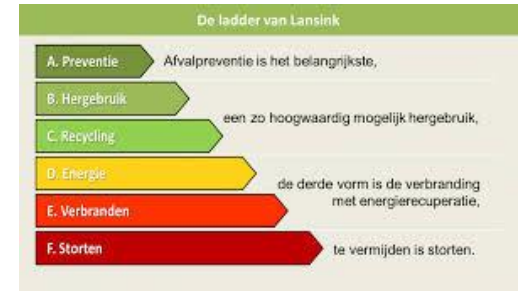 De ladder van Lansink
A. Preventie
Afvalpreventie is het belangrijkste,
B. Hergebruik
een zo hoogwaardig mogelijk hergebruik,
C. Recycling
D. Energie
de derde vorm is de verbranding
met energierecuperatie,
E. Verbranden
F. Storten
te vermijden is storten.